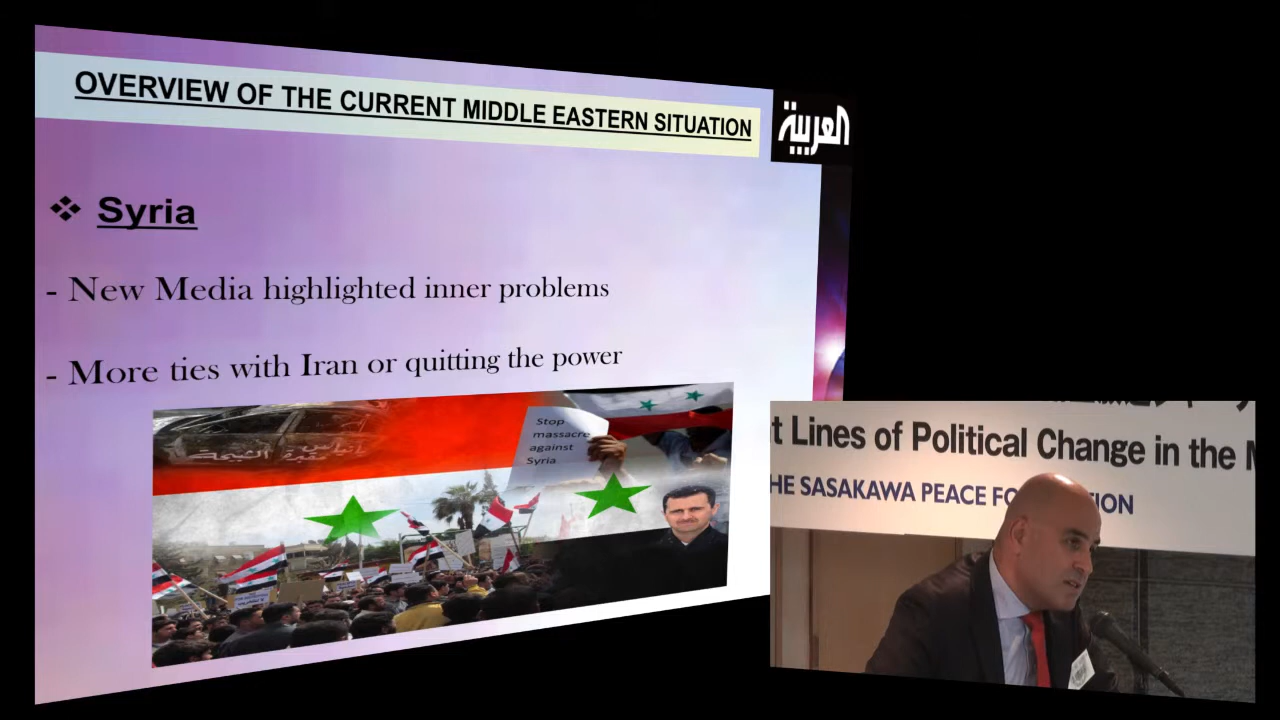 OVERVIEW OF THE CURRENT MIDDLE EASTERN SITUATION
العربية
❖ Syria
- New Media highlighted inner problems
- More ties with Iran or quitting the power
Stop
massacre
against
Syria
t Lines of Political Change in the M
HE SASAKAWA PEACE FO TION